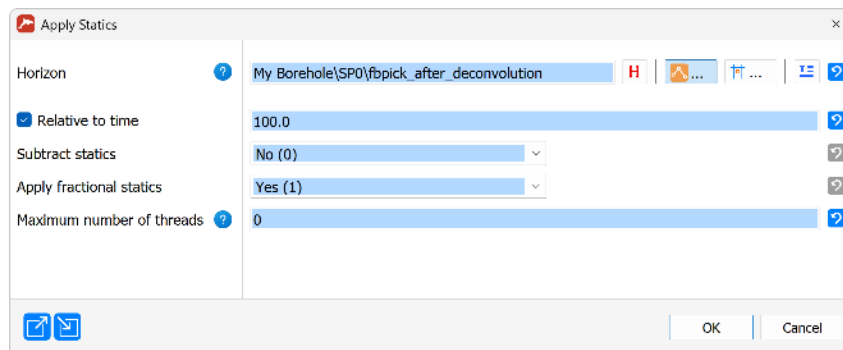 Apply Statics
Horizon ? My Borehole\SP0\fbpick_after_deconvolution H ... ...
Relative to time 100.0
Subtract statics No (0)
Apply fractional statics Yes (1)
Maximum number of threads ? 0
OK Cancel